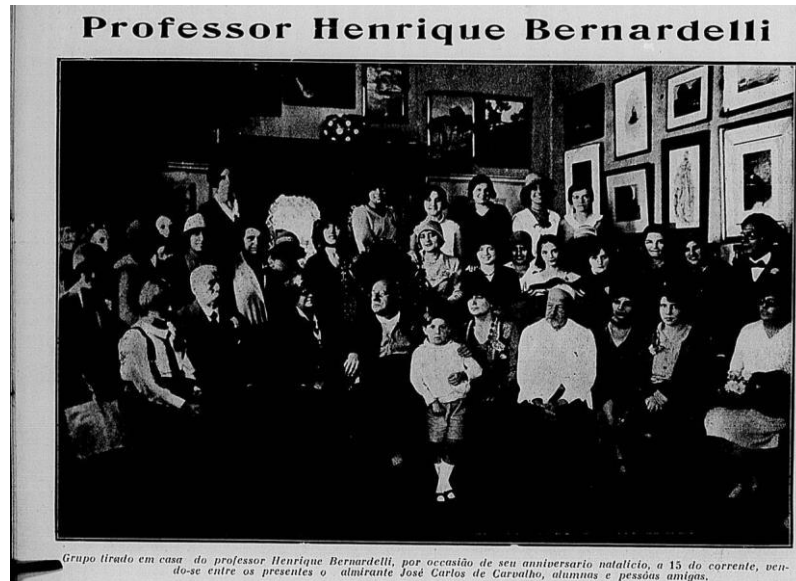 Professor Henrique Bernardelli
Grupo tirado em casa do professor Henrique Bernardelli, por occasião de seu anniversario natalicio, a 15 do corrente, ven-
do-se entre os presentes o almirante José Carlos de Carvalho, alumnas e pessôas amigas.